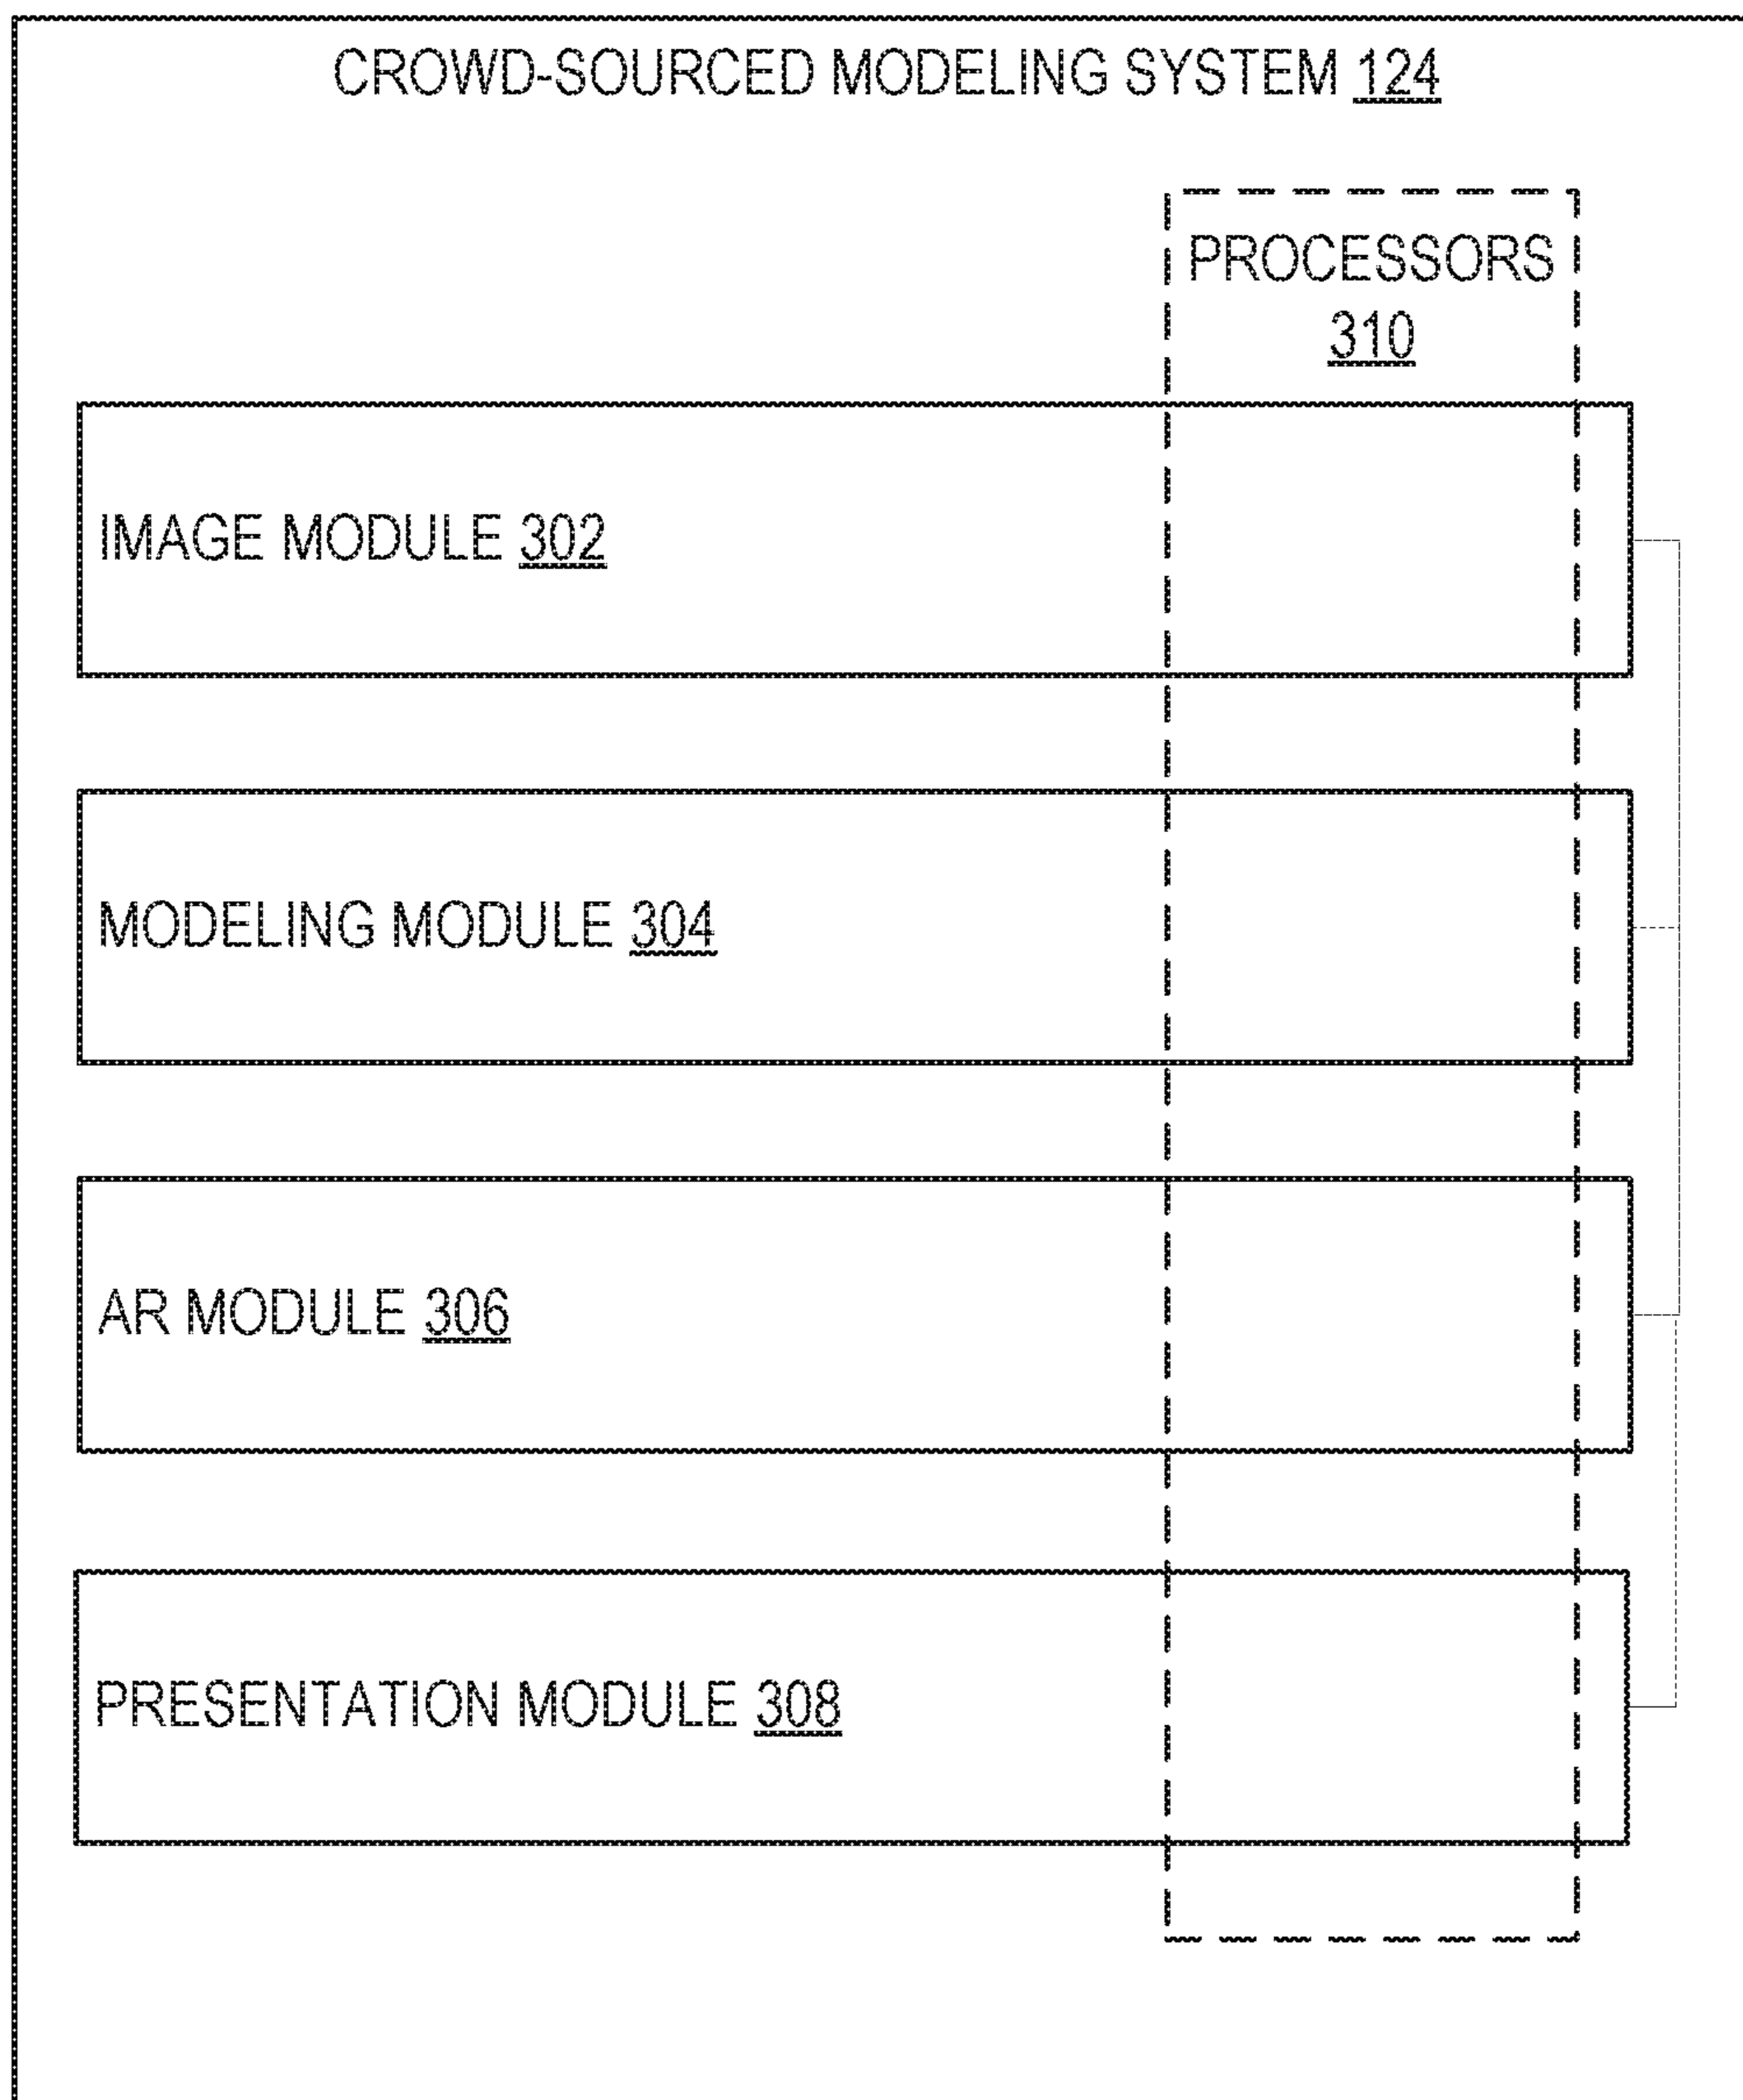 CROWD-SOURCED MODELING SYSTEM 124
PROCESSORS
310
IMAGE MODULE 302
MODELING MODULE 304
AR MODULE 306
PRESENTATION MODULE 308